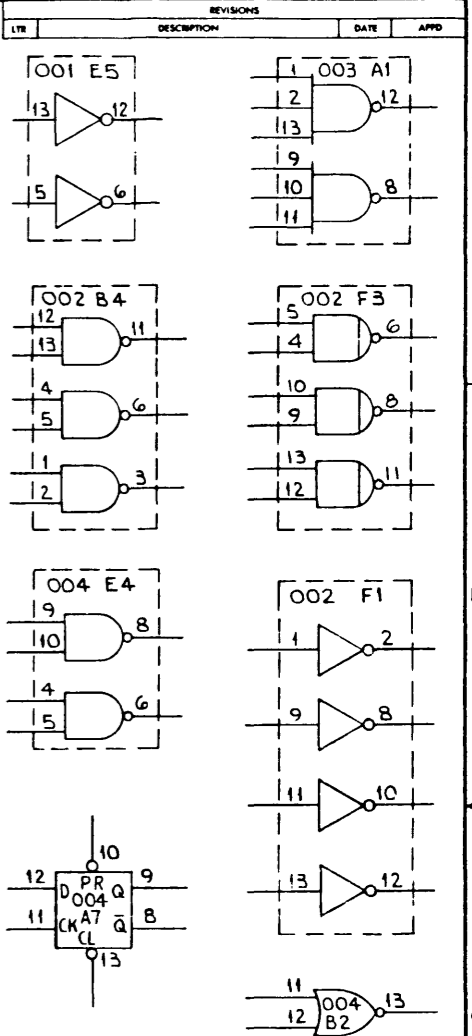 REVISIONS
LTR DESCRIPTION DATE APPD
001 E5
13 12
5 6
003 A1
1
2 12
13
9
10 8
11
002 B4
12 11
13
4 6
5
1 3
2
002 F3
5 6
4
10 8
9
13 11
12
004 E4
9 8
10
4 6
5
002 F1
1 2
9 8
11 10
13 12
10
12 D PR Q 9
004
11 CK A7 Q̅ 8
CL
13
11 004 13
12 B2